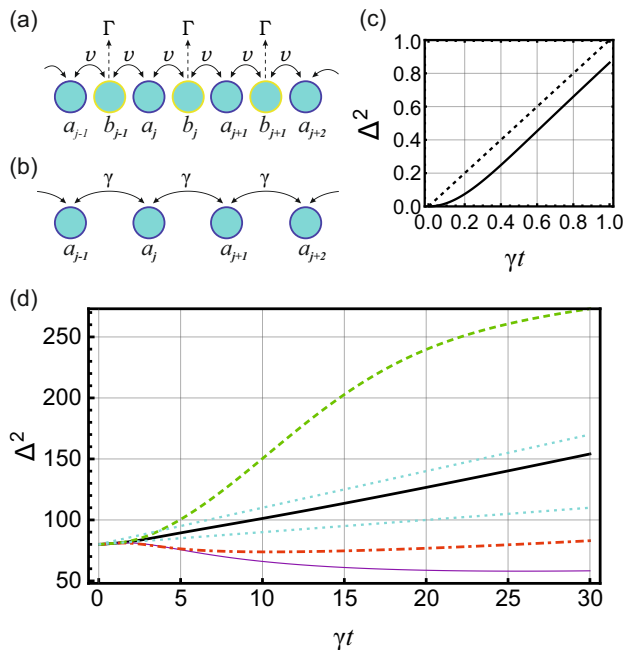 (a)
Γ Γ Γ
υ υ υ υ υ υ
a_{j-1} b_{j-1} a_j b_j a_{j+1} b_{j+1} a_{j+2}
(b)
γ γ γ
a_{j-1} a_j a_{j+1} a_{j+2}
(c)
1.0
0.8
0.6
0.4
0.2
0.0
Δ²
0.0 0.2 0.4 0.6 0.8 1.0
γt
(d)
250
200
150
100
50
Δ²
0 5 10 15 20 25 30
γt